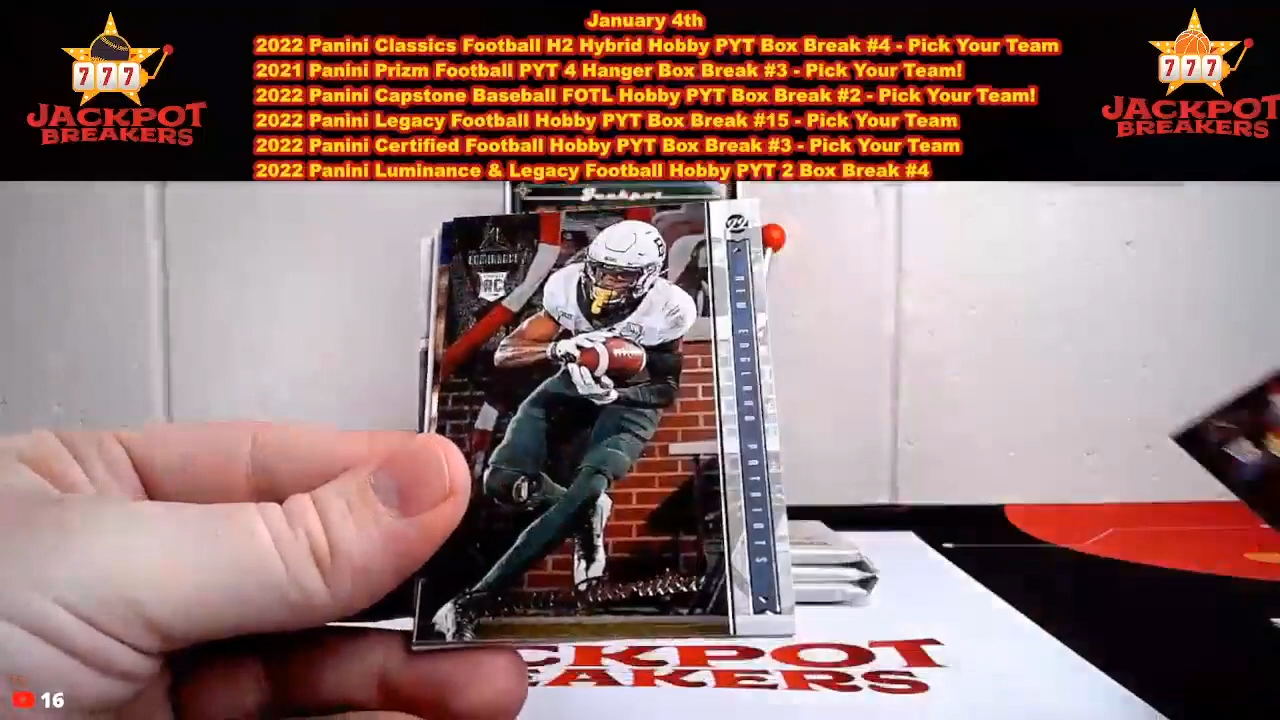 January 4th
2022 Panini Classics Football H2 Hybrid Hobby PYT Box Break #4 - Pick Your Team
2021 Panini Prizm Football PYT 4 Hanger Box Break #3 - Pick Your Team!
2022 Panini Capstone Baseball FOTL Hobby PYT Box Break #2 - Pick Your Team!
2022 Panini Legacy Football Hobby PYT Box Break #15 - Pick Your Team
2022 Panini Certified Football Hobby PYT Box Break #3 - Pick Your Team
2022 Panini Luminance & Legacy Football Hobby PYT 2 Box Break #4
777
JACKPOT
BREAKERS
777
JACKPOT
BREAKERS
LUMINANCE
RC
NEW ENGLAND PATRIOTS
CKPOT
EAKERS
16